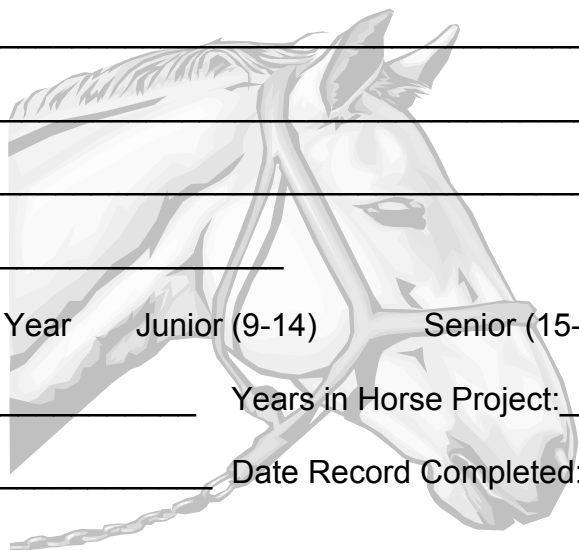 Year Junior (9-14) Senior (15-
Years in Horse Project:
Date Record Completed: